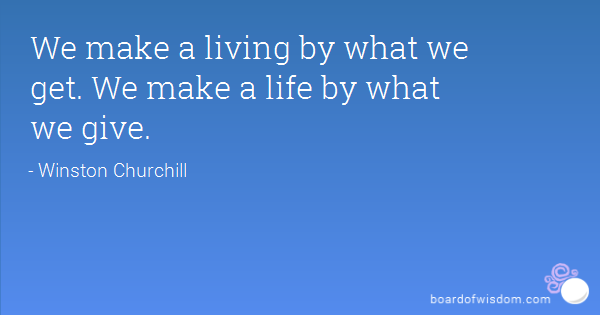 We make a living by what we
get. We make a life by what
we give.
- Winston Churchill
boardofwisdom.com